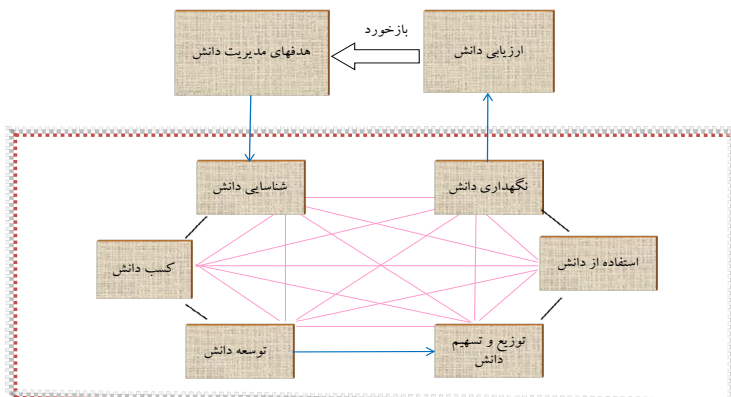 بازخورد
هدفهای مدیریت دانش
ارزیابی دانش
شناسایی دانش
نگهداری دانش
کسب دانش
استفاده از دانش
توسعه دانش
توزیع و تسهیم
دانش